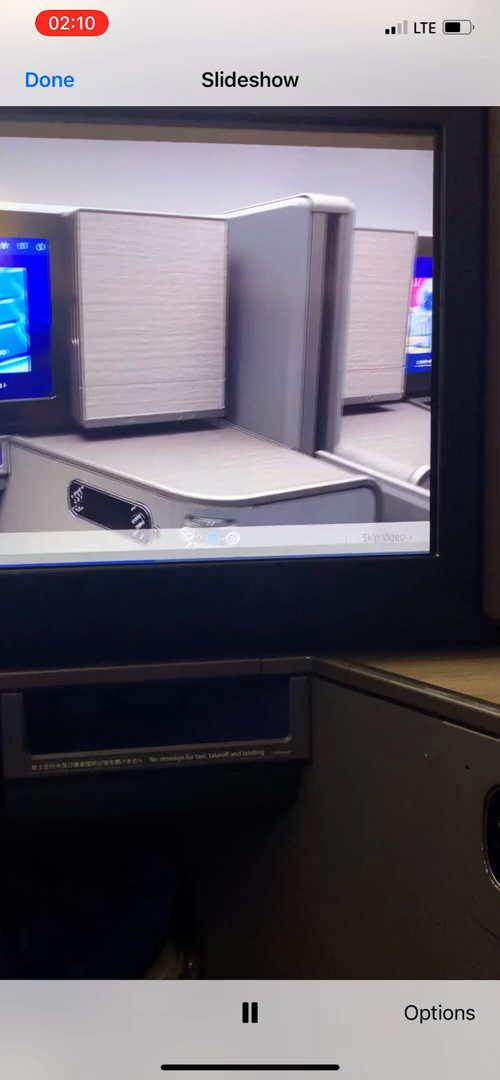 02:10
LTE
Done
Slideshow
Options
Skip Video
No stowage for taxi, takeoff and landing